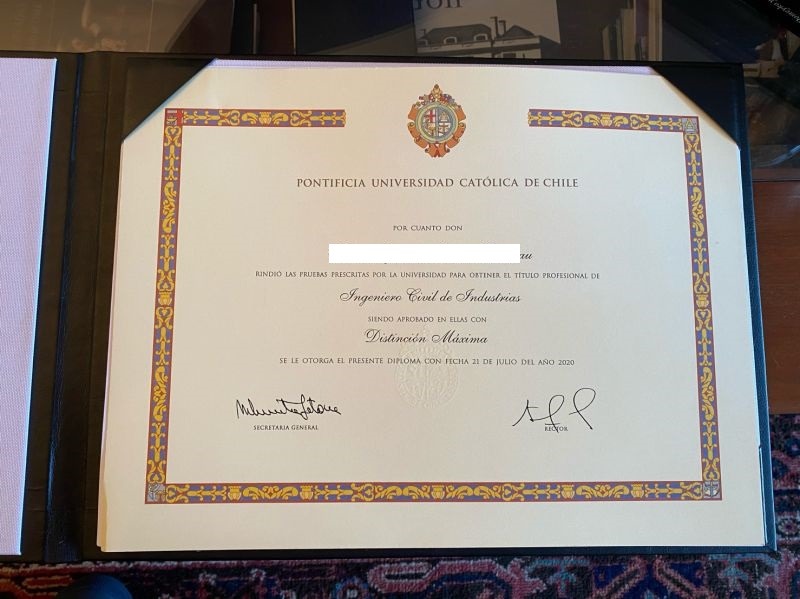 PONTIFICIA UNIVERSIDAD CATÓLICA DE CHILE
POR CUANTO DON
au
RINDIÓ LAS PRUEBAS PRESCRITAS POR LA UNIVERSIDAD PARA OBTENER EL TÍTULO PROFESIONAL DE
Ingeniero Civil de Industrias
SIENDO APROBADO EN ELLAS CON
Distinción Máxima
SE LE OTORGA EL PRESENTE DIPLOMA CON FECHA 21 DE JULIO DEL AÑO 2020
SECRETARIA GENERAL
RECTOR